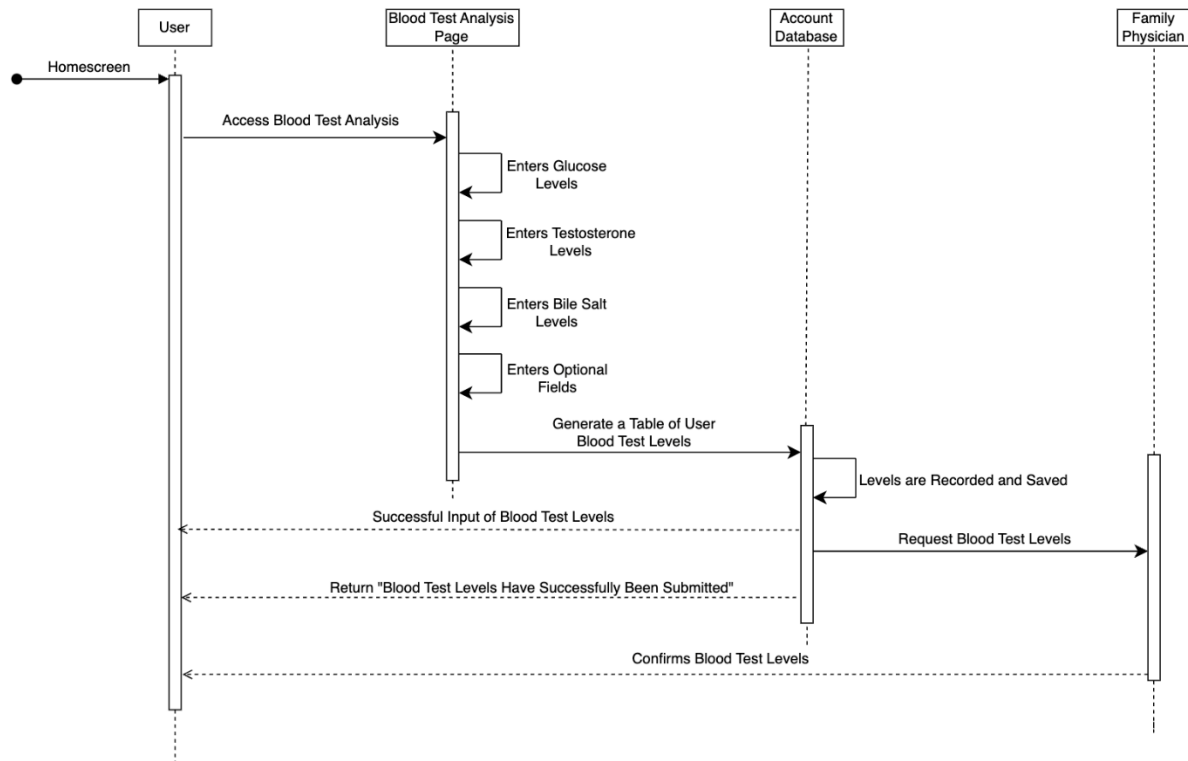 User
Blood Test Analysis
Page
Account
Database
Family
Physician
Homescreen
Access Blood Test Analysis
Enters Glucose
Levels
Enters Testosterone
Levels
Enters Bile Salt
Levels
Enters Optional
Fields
Generate a Table of User
Blood Test Levels
Levels are Recorded and Saved
Successful Input of Blood Test Levels
Request Blood Test Levels
Return "Blood Test Levels Have Successfully Been Submitted"
Confirms Blood Test Levels